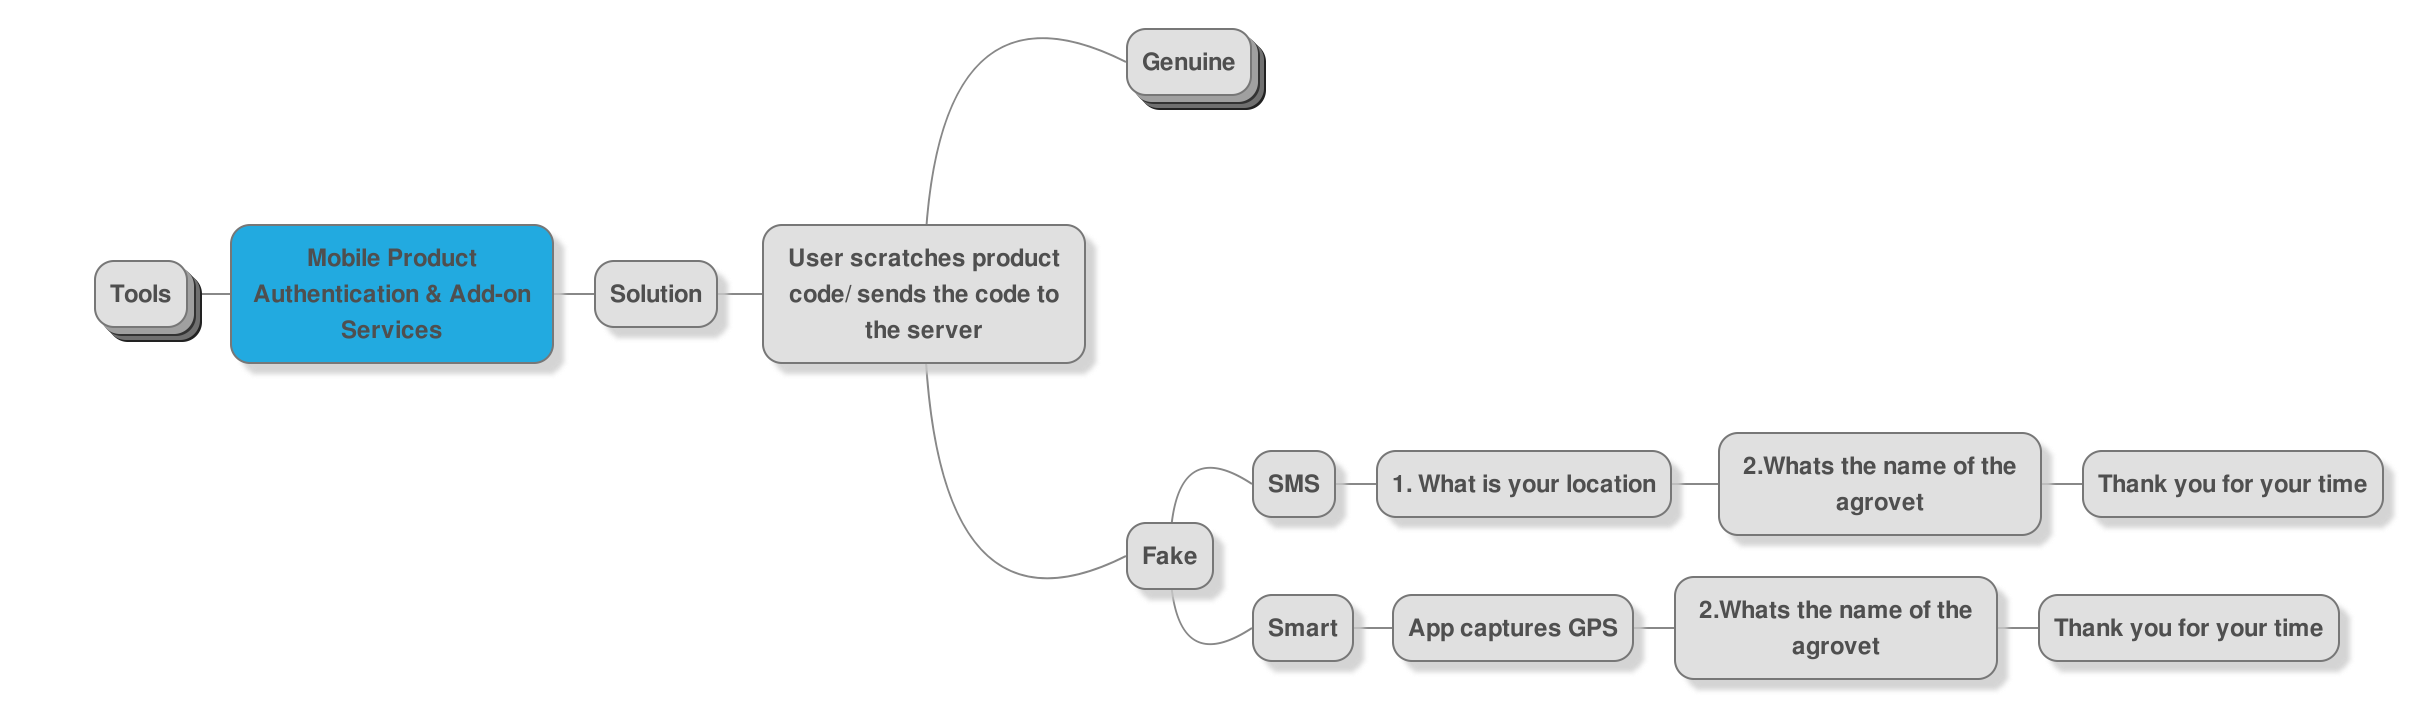 Genuine
Tools
Mobile Product
Authentication & Add-on
Services
Solution
User scratches product
code/ sends the code to
the server
Fake
SMS
1. What is your location
2.Whats the name of the
agrovet
Thank you for your time
Smart
App captures GPS
2.Whats the name of the
agrovet
Thank you for your time